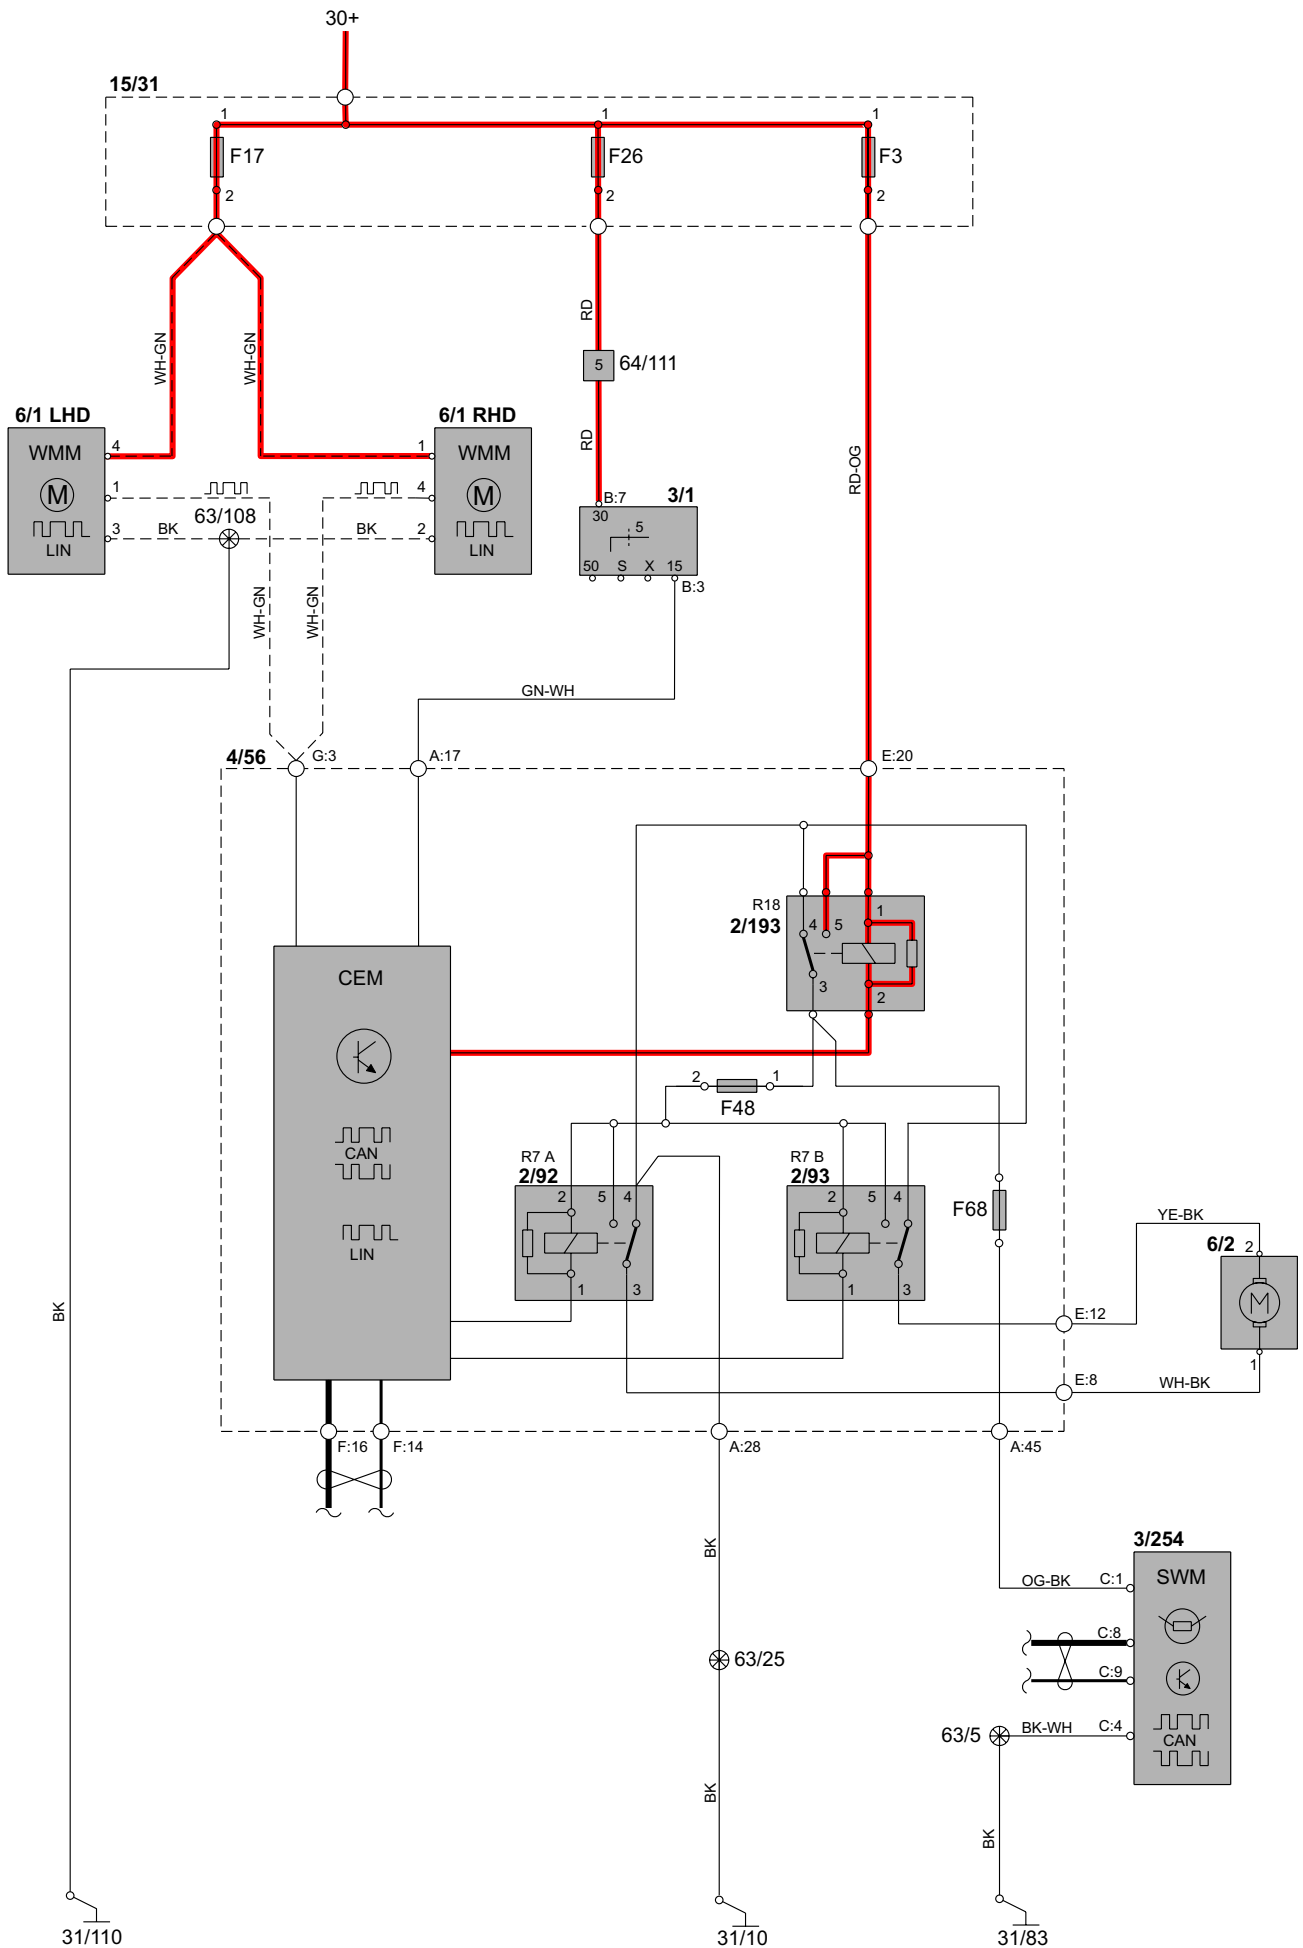 30+
15/31
1
1
1
F17
F26
F3
2
2
2
WH-GN
WH-GN
RD
5
64/111
6/1 LHD
6/1 RHD
RD
RD-OG
WMM
4
1
WMM
M
1
4
M
B:7
3/1
30
63/108
5
LIN
3
BK
BK
2
LIN
50
S
X
15
B:3
WH-GN
WH-GN
GN-WH
4/56
G:3
A:17
E:20
R18
2/193
4
5
1
3
2
CEM
2
1
F48
CAN
LIN
R7 A
2/92
2
5
4
1
3
R7 B
2/93
2
5
4
1
3
F68
YE-BK
6/2
2
M
1
E:12
E:8
WH-BK
BK
F:16
F:14
A:28
A:45
BK
3/254
SWM
OG-BK
C:1
C:8
C:9
63/25
63/5
BK-WH
C:4
CAN
BK
BK
31/110
31/10
31/83